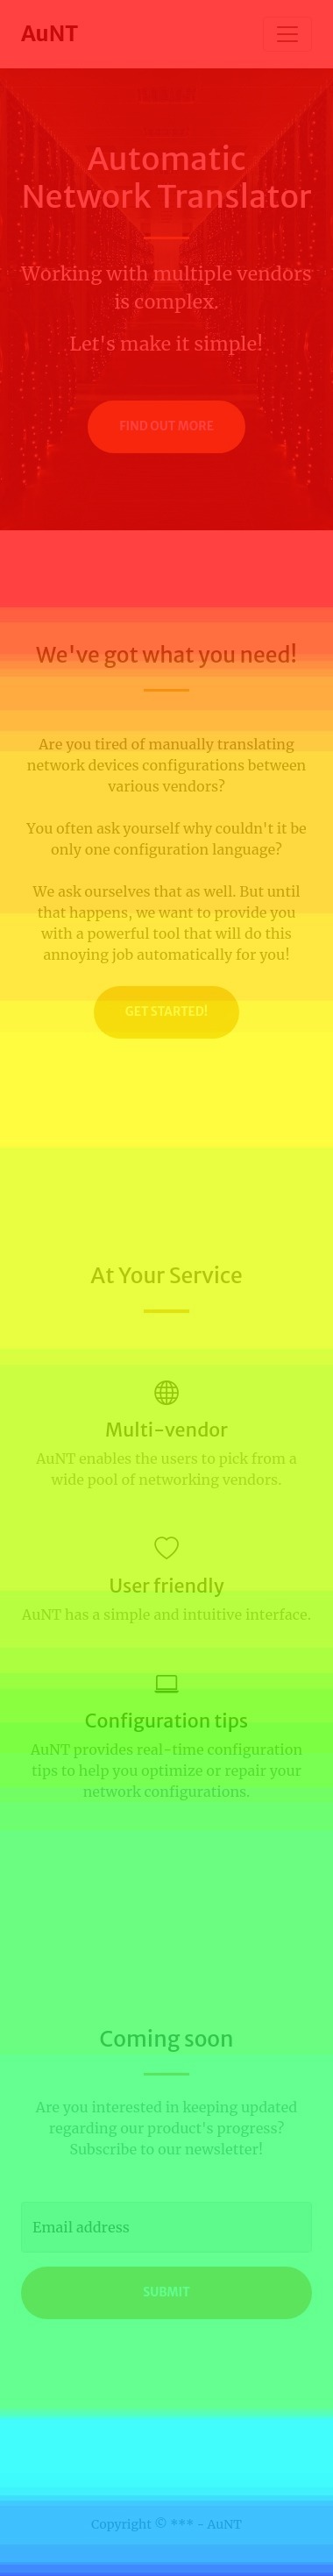 AuNT
Automatic
Network Translator
Working with multiple vendors
is complex.
Let's make it simple!
FIND OUT MORE
We've got what you need!
Are you tired of manually translating
network devices configurations between
various vendors?
You often ask yourself why couldn't it be
only one configuration language?
We ask ourselves that as well. But until
that happens, we want to provide you
with a powerful tool that will do this
annoying job automatically for you!
GET STARTED!
At Your Service
Multi-vendor
AuNT enables the users to pick from a
wide pool of networking vendors.
User friendly
AuNT has a simple and intuitive interface.
Configuration tips
AuNT provides real-time configuration
tips to help you optimize or repair your
network configurations.
Coming soon
Are you interested in keeping updated
regarding our product's progress?
Subscribe to our newsletter!
Email address
SUBMIT
Copyright © *** - AuNT